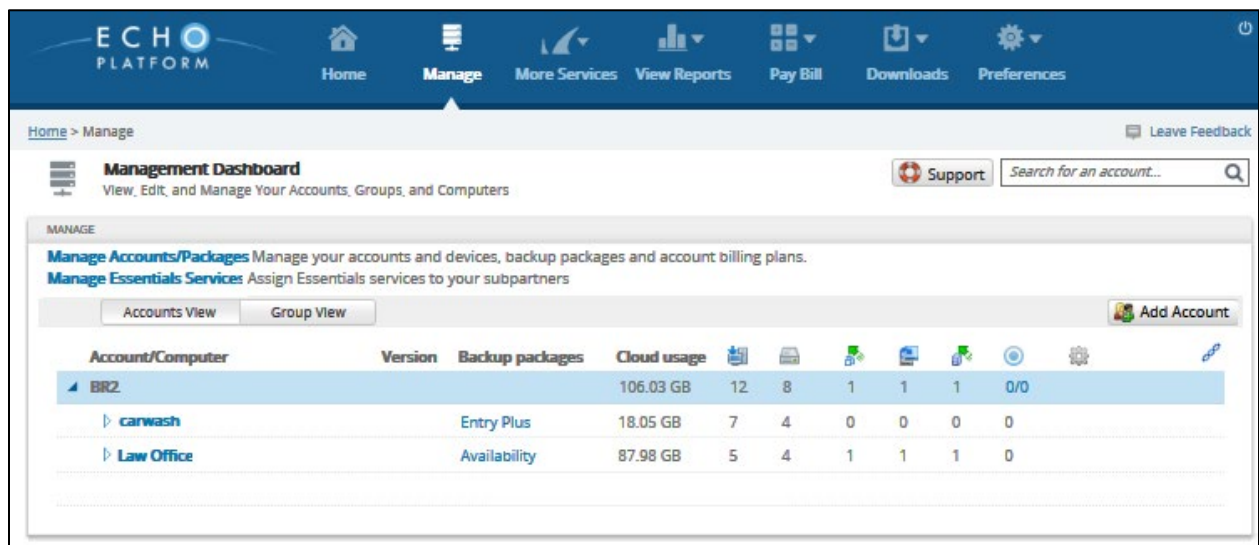 ECHO
PLATFORM
Home Manage More Services View Reports Pay Bill Downloads Preferences
Home > Manage Leave Feedback
Management Dashboard
View, Edit, and Manage Your Accounts, Groups, and Computers
Support Search for an account...
MANAGE
Manage Accounts/Packages Manage your accounts and devices, backup packages and account billing plans.
Manage Essentials Services Assign Essentials services to your subpartners
Accounts View Group View Add Account
Account/Computer Version Backup packages Cloud usage
BR2 106.03 GB 12 8 1 1 1 0/0
carwash Entry Plus 18.05 GB 7 4 0 0 0 0
Law Office Availability 87.98 GB 5 4 1 1 1 0